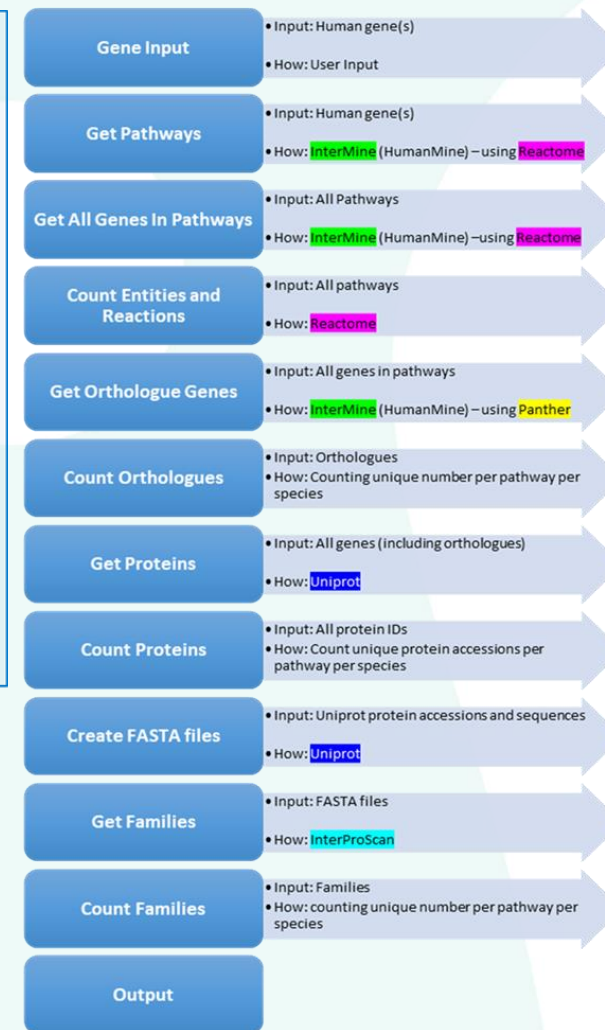 Gene Input
• Input: Human gene(s)
• How: User Input
Get Pathways
• Input: Human gene(s)
• How: InterMine (HumanMine) – using Reactome
Get All Genes In Pathways
• Input: All Pathways
• How: InterMine (HumanMine) –using Reactome
Count Entities and
Reactions
• Input: All pathways
• How: Reactome
Get Orthologue Genes
• Input: All genes in pathways
• How: InterMine (HumanMine) – using Panther
Count Orthologues
• Input: Orthologues
• How: Counting unique number per pathway per
species
Get Proteins
• Input: All genes (including orthologues)
• How: Uniprot
Count Proteins
• Input: All protein IDs
• How: Count unique protein accessions per
pathway per species
Create FASTA files
• Input: Uniprot protein accessions and sequences
• How: Uniprot
Get Families
• Input: FASTA files
• How: InterProScan
Count Families
• Input: Families
• How: counting unique number per pathway per
species
Output